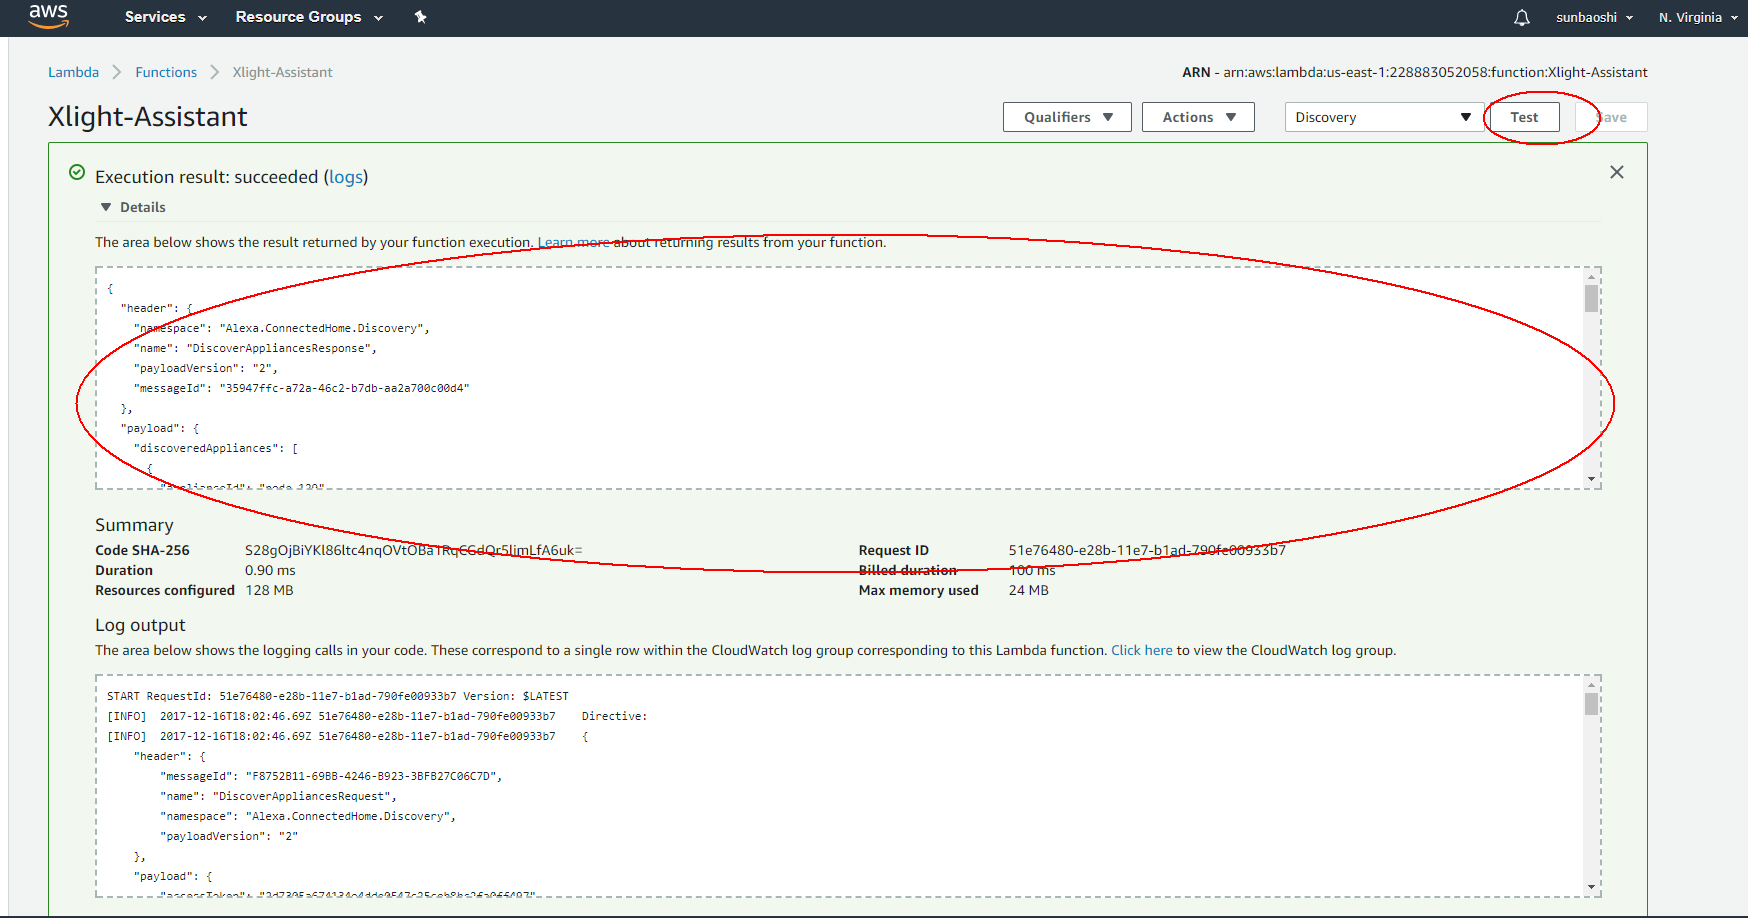 aws Services Resource Groups sunbaoshi N. Virginia
Lambda Functions Xlight-Assistant ARN - arn:aws:lambda:us-east-1:228883052058:function:Xlight-Assistant
Xlight-Assistant Qualifiers Actions Discovery Test Save
Execution result: succeeded (logs)
Details
The area below shows the result returned by your function execution. Learn more about returning results from your function.
{
"header": {
"namespace": "Alexa.ConnectedHome.Discovery",
"name": "DiscoverAppliancesResponse",
"payloadVersion": "2",
"messageId": "35947ffc-a72a-46c2-b7db-aa2a700c00d4"
},
"payload": {
"discoveredAppliances": [
{
Summary
Code SHA-256 Request ID 51e76480-e28b-11e7-b1ad-790fe00933b7
Duration 0.90 ms Billed duration 100 ms
Resources configured 128 MB Max memory used 24 MB
Log output
The area below shows the logging calls in your code. These correspond to a single row within the CloudWatch log group corresponding to this Lambda function. Click here to view the CloudWatch log group.
START RequestId: 51e76480-e28b-11e7-b1ad-790fe00933b7 Version: $LATEST
[INFO] 2017-12-16T18:02:46.69Z 51e76480-e28b-11e7-b1ad-790fe00933b7 Directive:
[INFO] 2017-12-16T18:02:46.69Z 51e76480-e28b-11e7-b1ad-790fe00933b7 {
"header": {
"messageId": "F8752B11-69BB-4246-B923-3BFB27C06C7D",
"name": "DiscoverAppliancesRequest",
"namespace": "Alexa.ConnectedHome.Discovery",
"payloadVersion": "2"
},
"payload": {